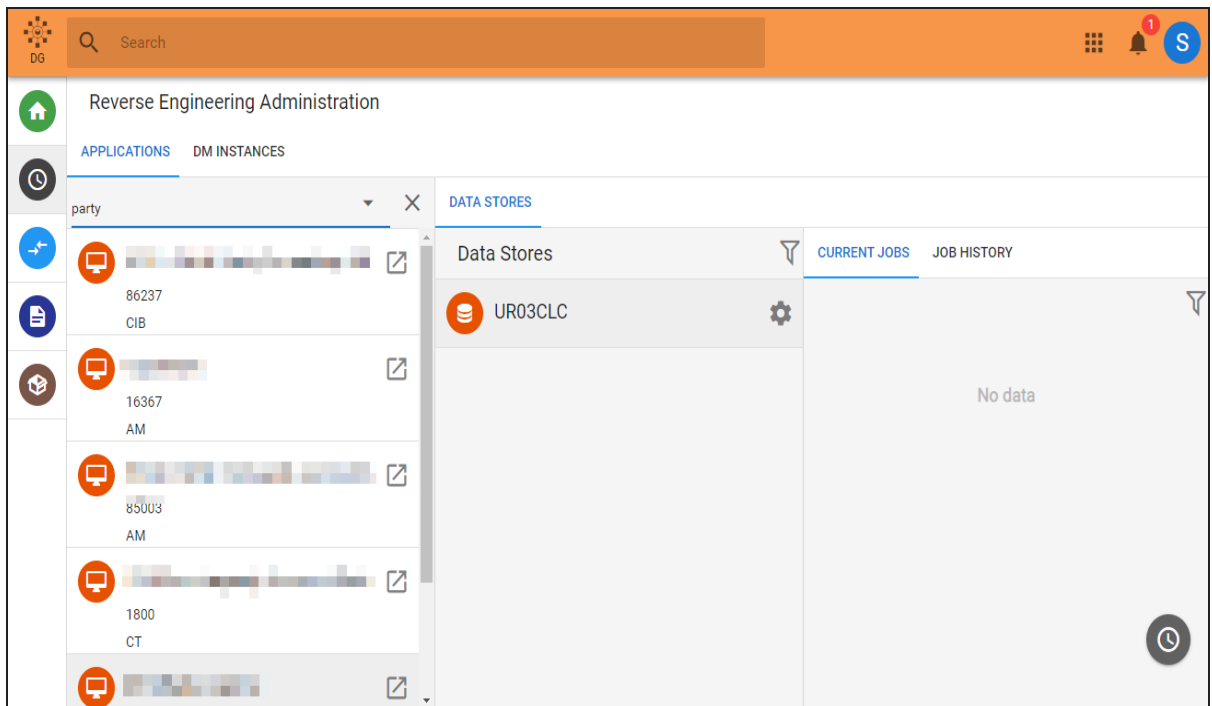 DG
Search
1
S
Reverse Engineering Administration
APPLICATIONS DM INSTANCES
party
DATA STORES
86237
CIB
16367
AM
85003
AM
1800
CT
Data Stores
UR03CLC
CURRENT JOBS JOB HISTORY
No data